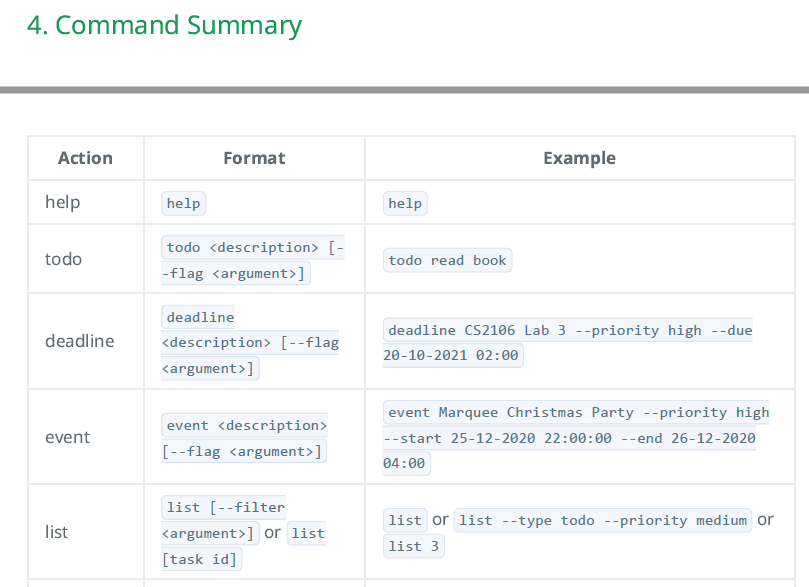 4. Command Summary
Action Format Example
help help help
todo todo <description> [-
-flag <argument>] todo read book
deadline deadline
<description> [--flag
<argument>] deadline CS2106 Lab 3 --priority high --due
20-10-2021 02:00
event event <description>
[--flag <argument>] event Marquee Christmas Party --priority high
--start 25-12-2020 22:00:00 --end 26-12-2020
04:00
list list [--filter
<argument>] or list
[task id] list or list --type todo --priority medium or
list 3